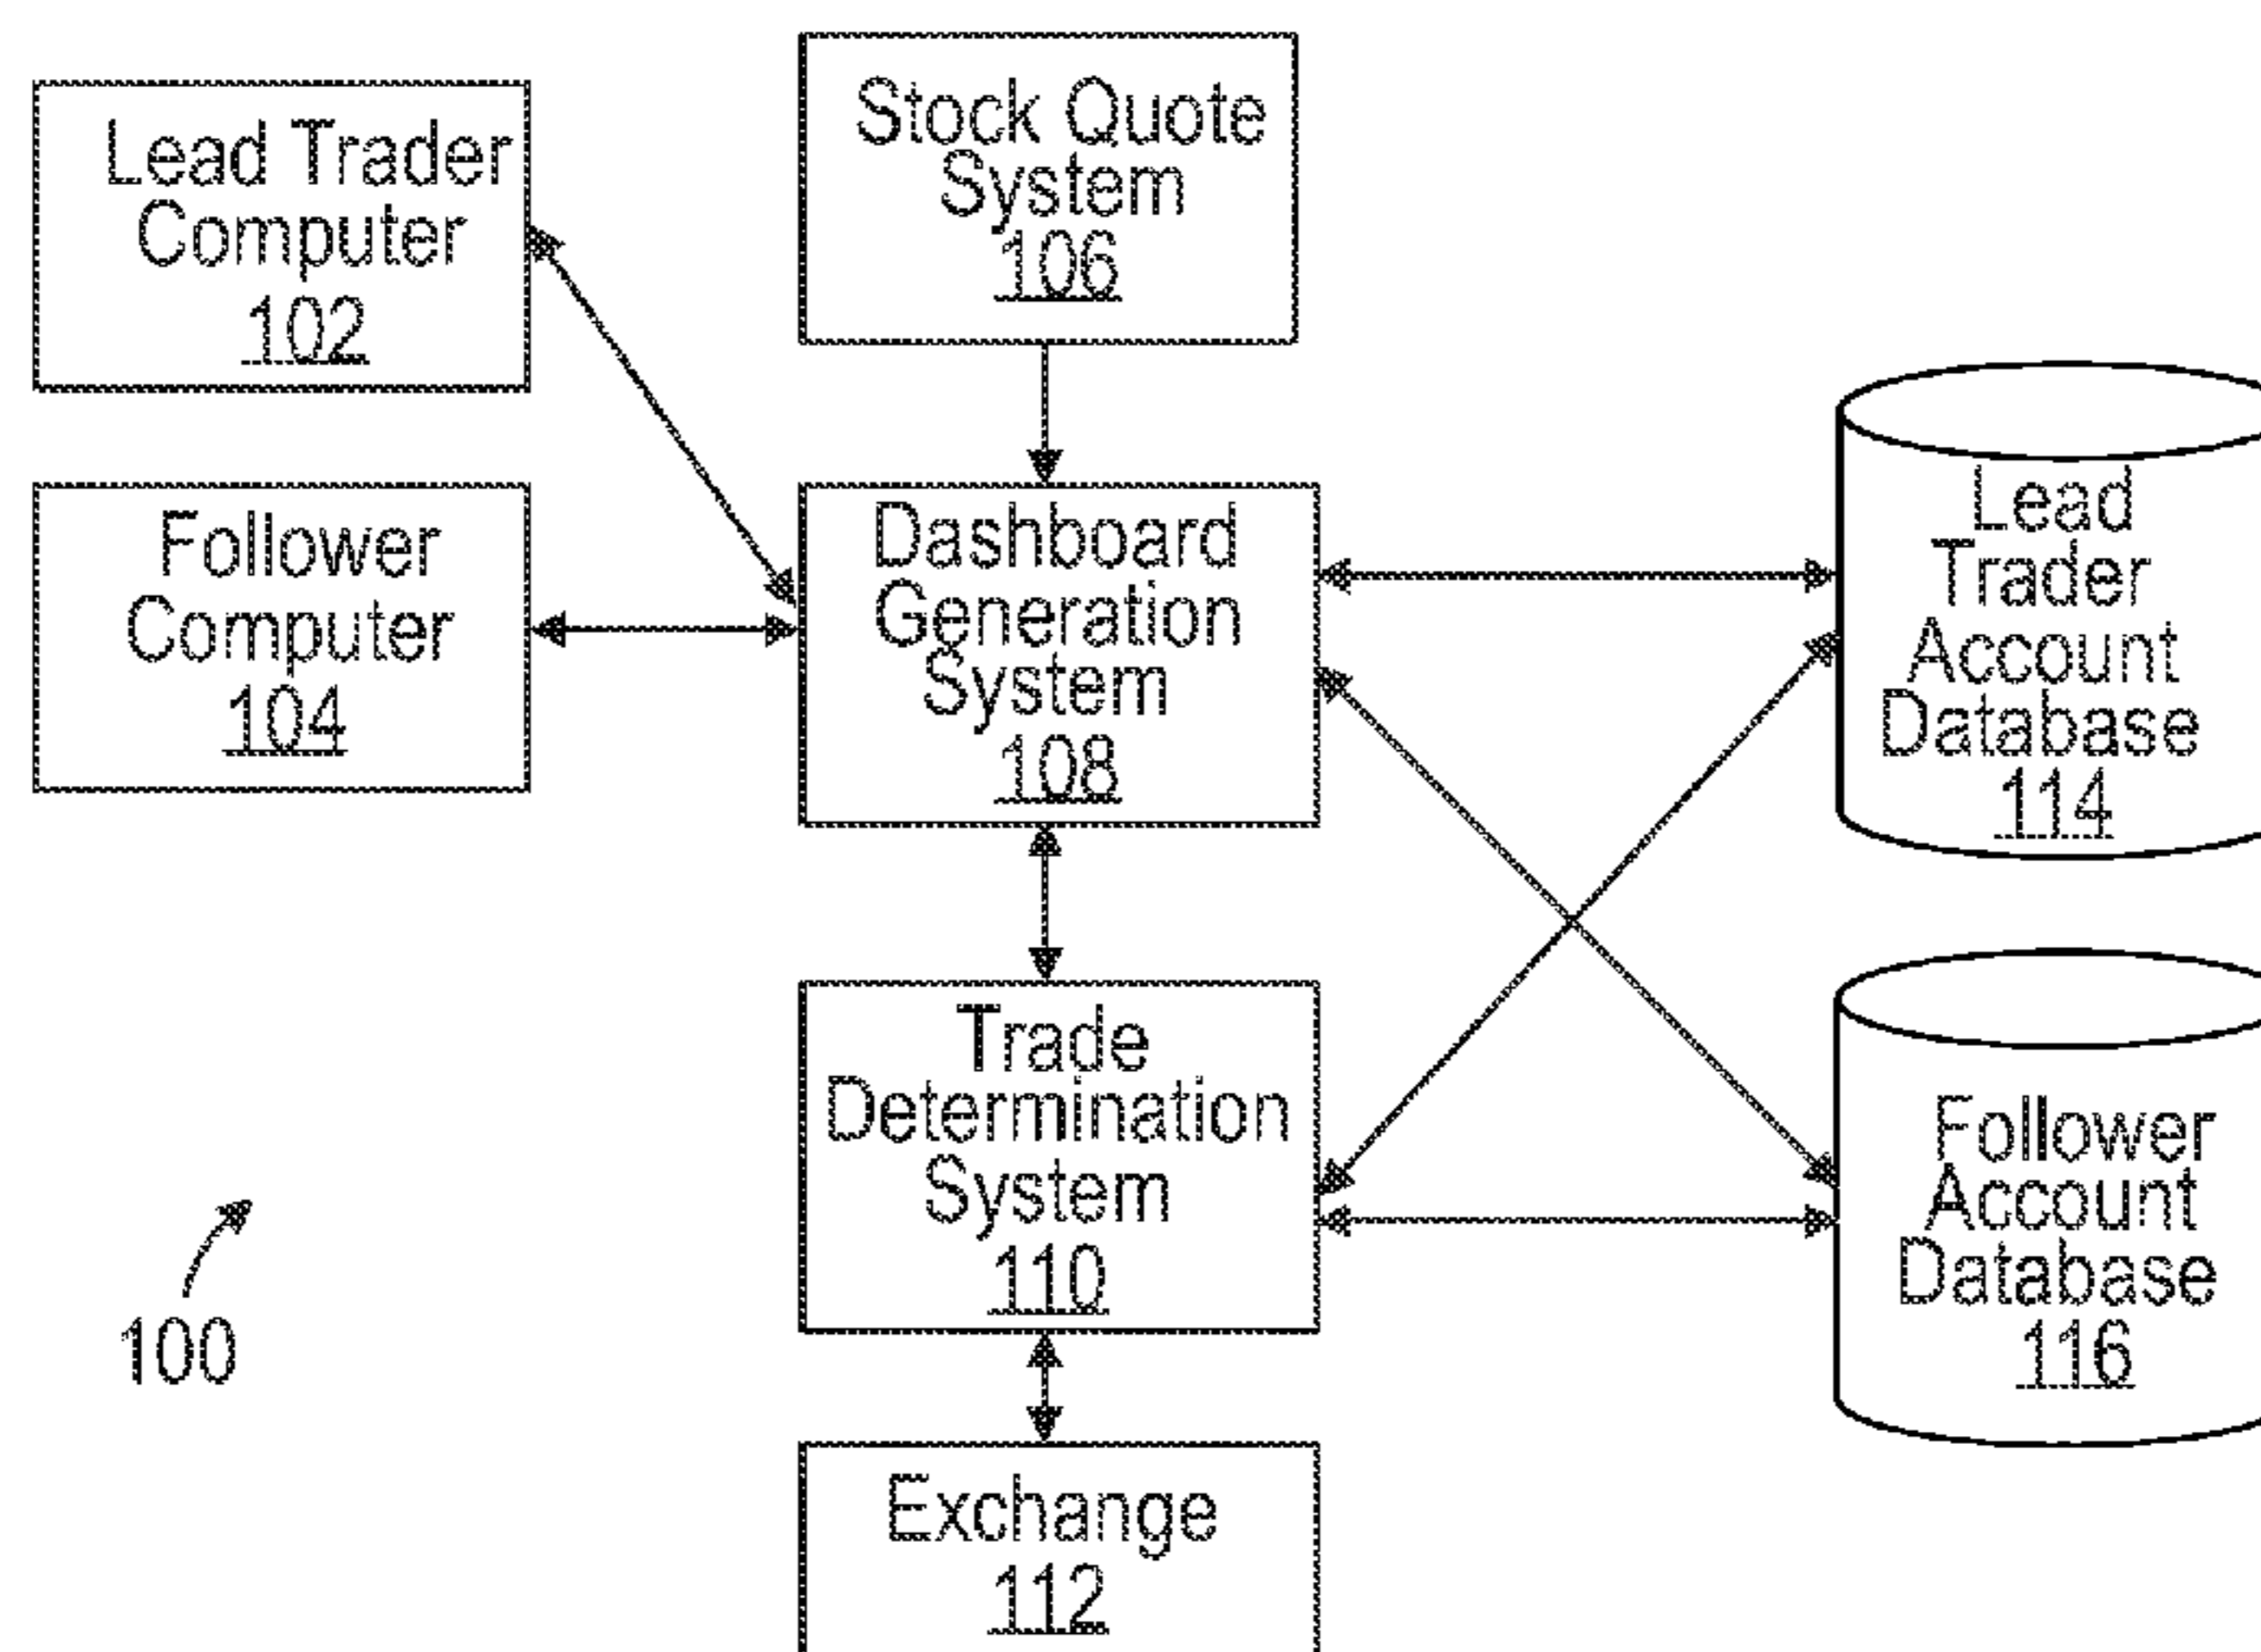 Lead Trader
Computer
102
Stock Quote
System
106
Follower
Computer
104
Dashboard
Generation
System
108
Lead
Trader
Account
Database
114
Trade
Determination
System
110
Follower
Account
Database
116
100
Exchange
112